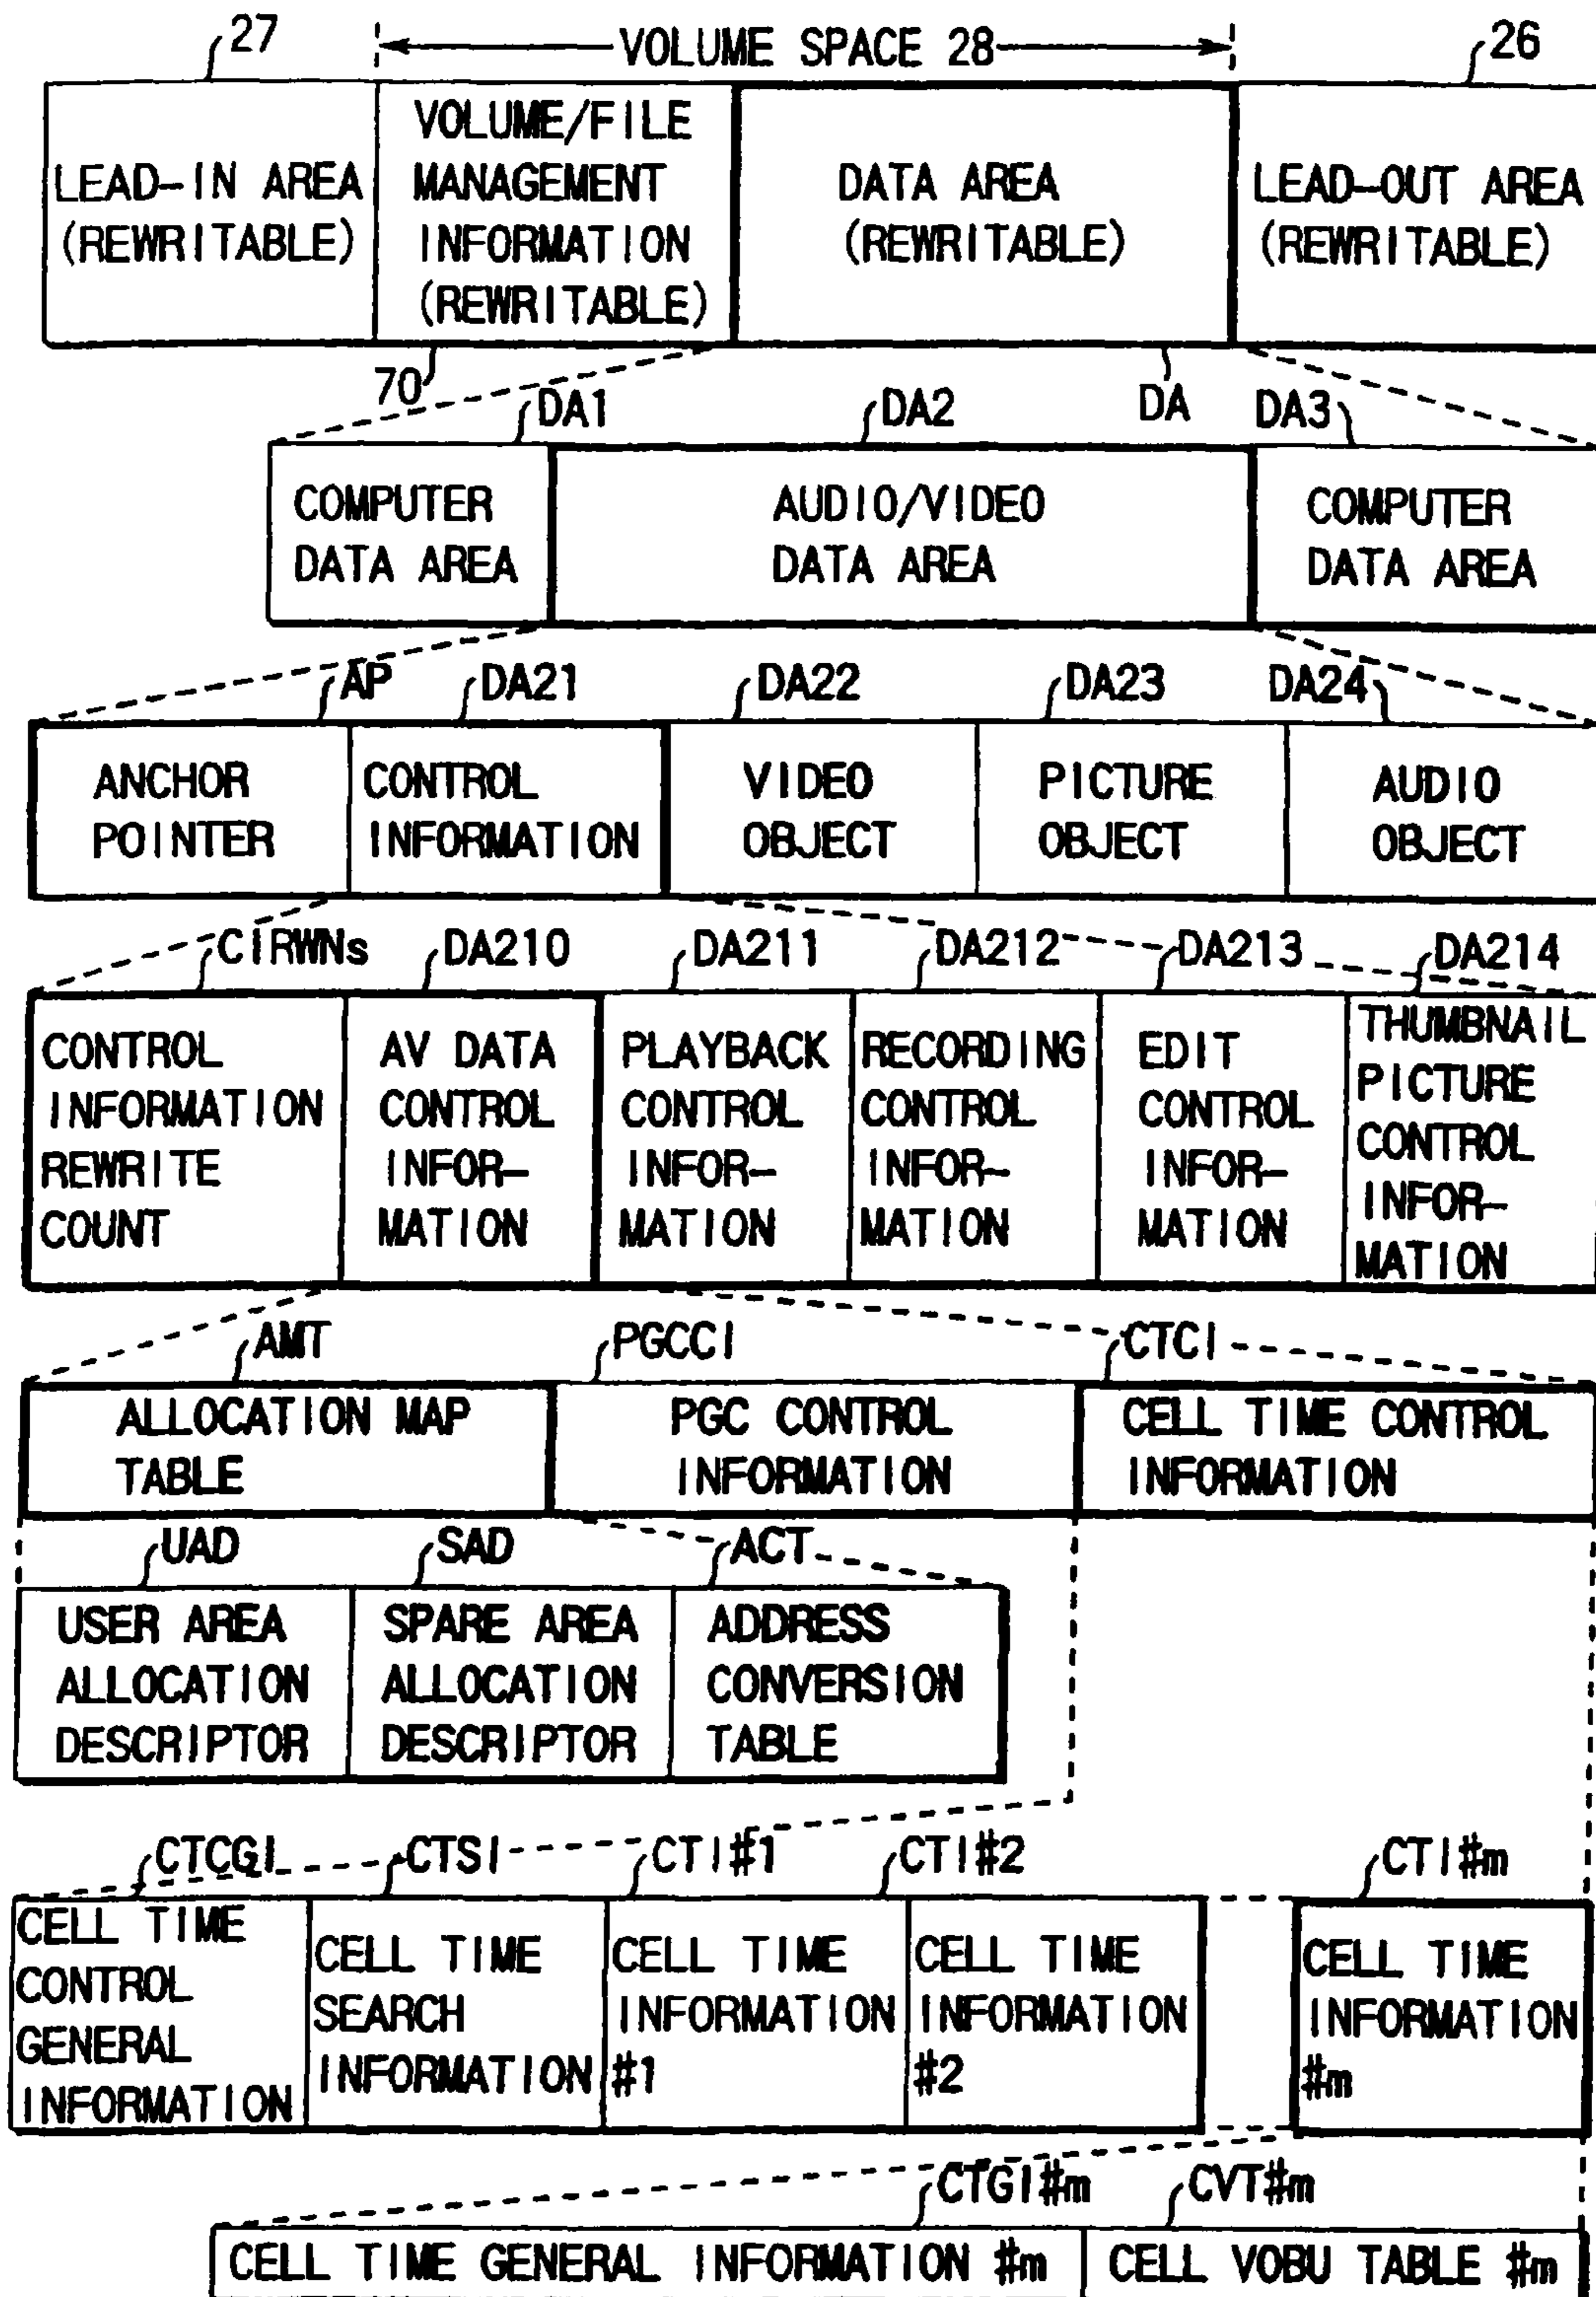 27
VOLUME SPACE 28
26
LEAD-IN AREA
(REWRITABLE)
VOLUME/FILE
MANAGEMENT
INFORMATION
(REWRITABLE)
DATA AREA
(REWRITABLE)
LEAD-OUT AREA
(REWRITABLE)
70
DA
DA1
DA2
DA3
COMPUTER
DATA AREA
AUDIO/VIDEO
DATA AREA
COMPUTER
DATA AREA
AP
DA21
DA22
DA23
DA24
ANCHOR
POINTER
CONTROL
INFORMATION
VIDEO
OBJECT
PICTURE
OBJECT
AUDIO
OBJECT
CIRWNs
DA210
DA211
DA212
DA213
DA214
CONTROL
INFORMATION
REWRITE
COUNT
AV DATA
CONTROL
INFOR-
MATION
PLAYBACK
CONTROL
INFOR-
MATION
RECORDING
CONTROL
INFOR-
MATION
EDIT
CONTROL
INFOR-
MATION
THUMBNAIL
PICTURE
CONTROL
INFOR-
MATION
AMT
PGCCI
CTCI
ALLOCATION MAP
TABLE
PGC CONTROL
INFORMATION
CELL TIME CONTROL
INFORMATION
UAD
SAD
ACT
USER AREA
ALLOCATION
DESCRIPTOR
SPARE AREA
ALLOCATION
DESCRIPTOR
ADDRESS
CONVERSION
TABLE
CTCGI
CTSI
CTI#1
CTI#2
CTI#m
CELL TIME
CONTROL
GENERAL
INFORMATION
CELL TIME
SEARCH
INFORMATION
CELL TIME
INFORMATION
#1
CELL TIME
INFORMATION
#2
CELL TIME
INFORMATION
#m
CTGI#m
CVT#m
CELL TIME GENERAL INFORMATION #m
CELL VOBU TABLE #m